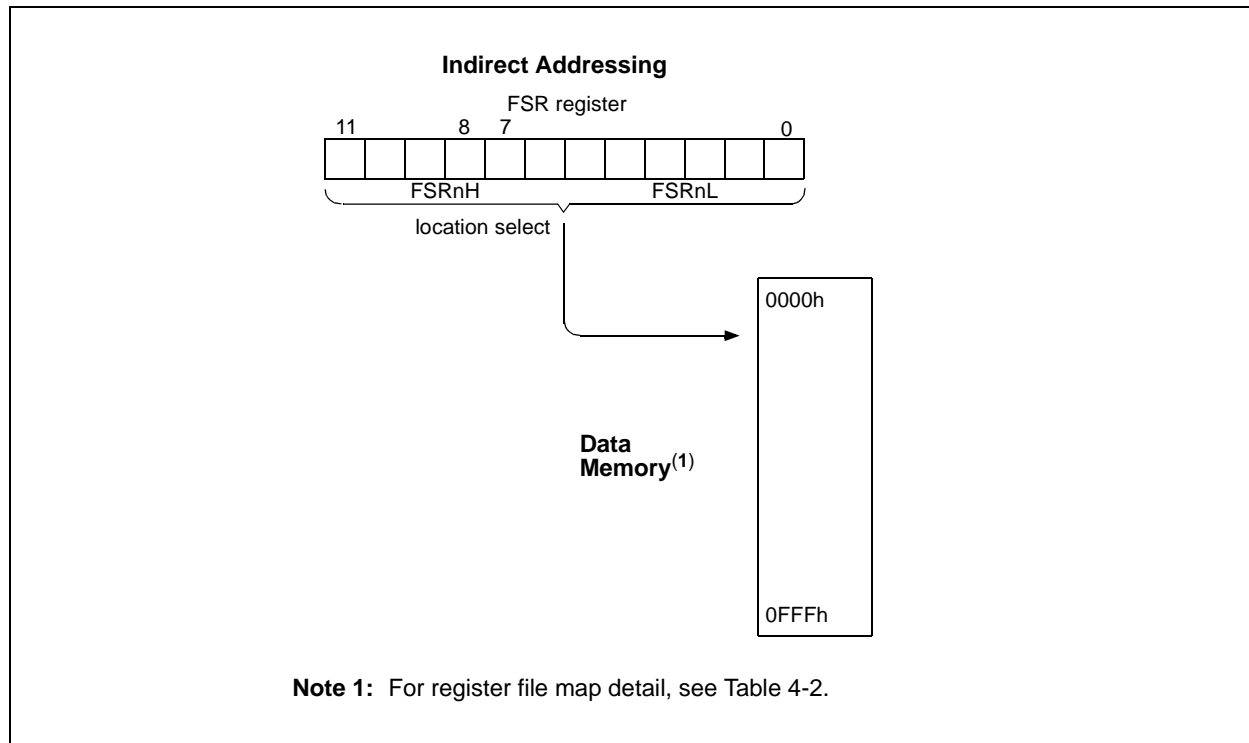 Indirect Addressing
FSR register
11 8 7 0
FSRnH FSRnL
location select
0000h
Data
Memory(1)
0FFFh
Note 1: For register file map detail, see Table 4-2.